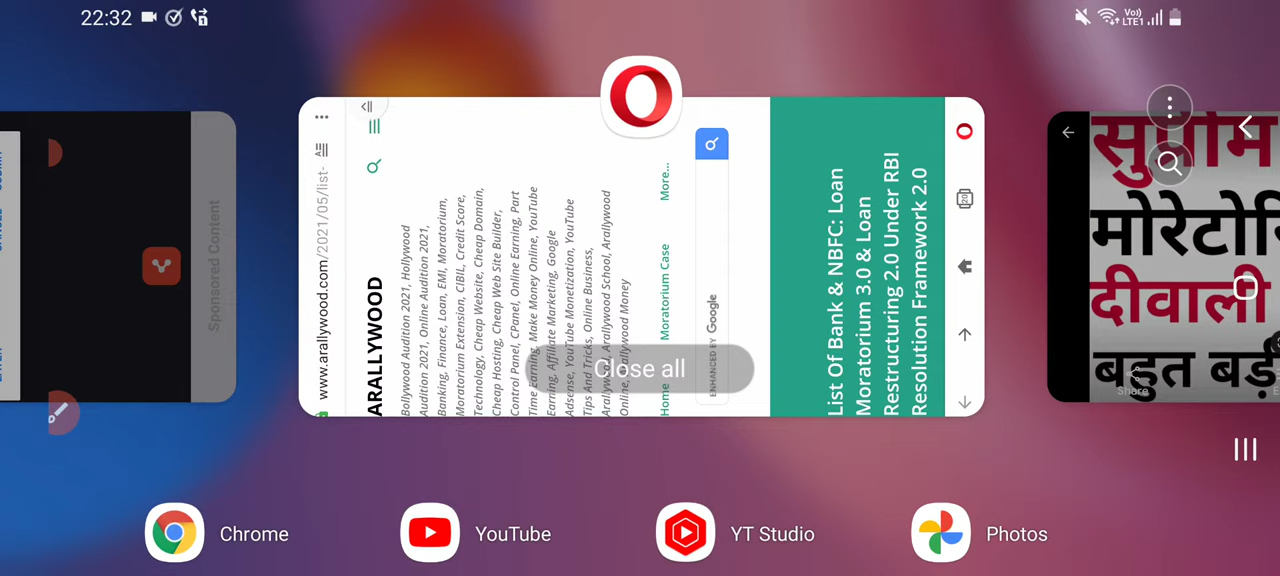 22:32
Vo))
LTE1
Sponsored Content
www.arallywood.com/2021/05/list-
ARALLYWOOD
Bollywood Audition 2021, Hollywood
Audition 2021, Online Audition 2021,
Banking, Finance, Loan, EMI, Moratorium,
Moratorium Extension, CIBIL, Credit Score,
Technology, Cheap Website, Cheap Domain,
Cheap Hosting, Cheap Web Site Builder,
Control Panel, CPanel, Online Earning, Part
Time Earning, Make Money Online, YouTube
Earning, Affiliate Marketing, Google
Adsense, YouTube Monetization, YouTube
Tips And Tricks, Online Business,
Arallywood, Arallywood School, Arallywood
Online, Arallywood Money
Home Moratorium Case More...
ENHANCED BY Google
List Of Bank & NBFC: Loan
Moratorium 3.0 & Loan
Restructuring 2.0 Under RBI
Resolution Framework 2.0
20
Close all
दीवाली
बहुत
Share
Chrome
YouTube
YT Studio
Photos